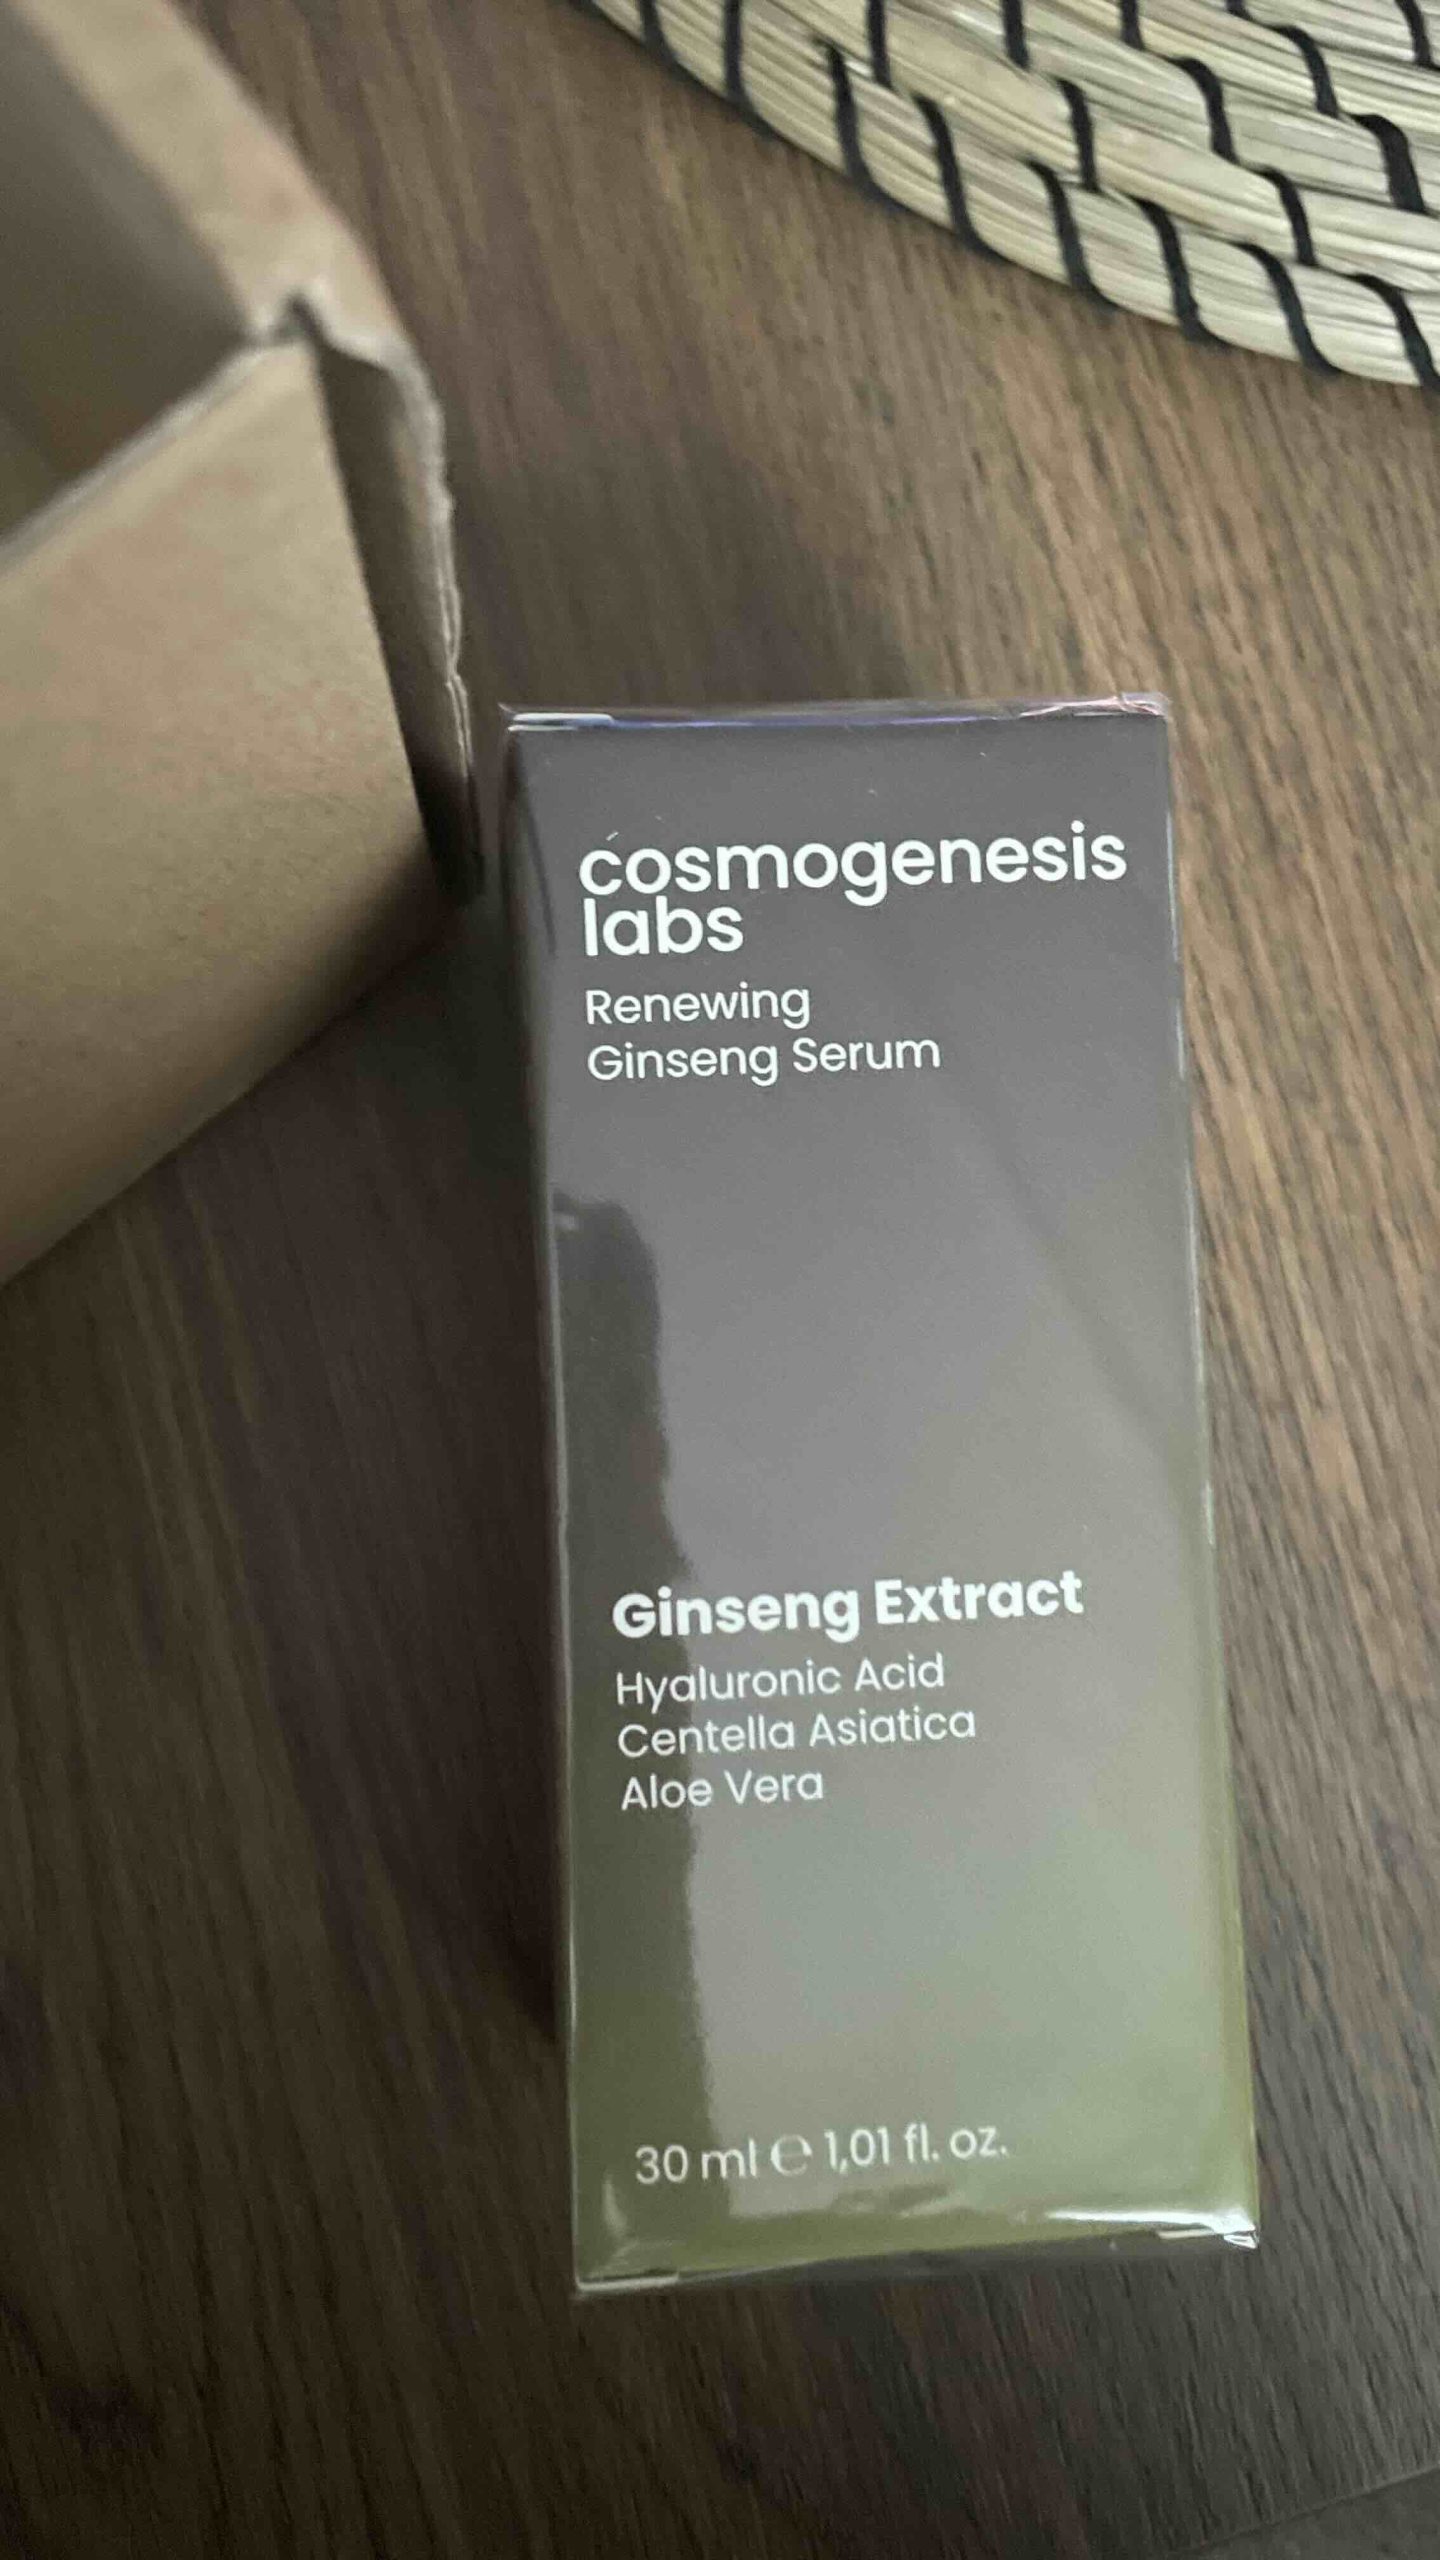 cosmogenesis
labs
Renewing
Ginseng Serum
Ginseng Extract
Hyaluronic Acid
Centella Asiatica
Aloe Vera
30 ml ℮ 1,01 fl. oz.